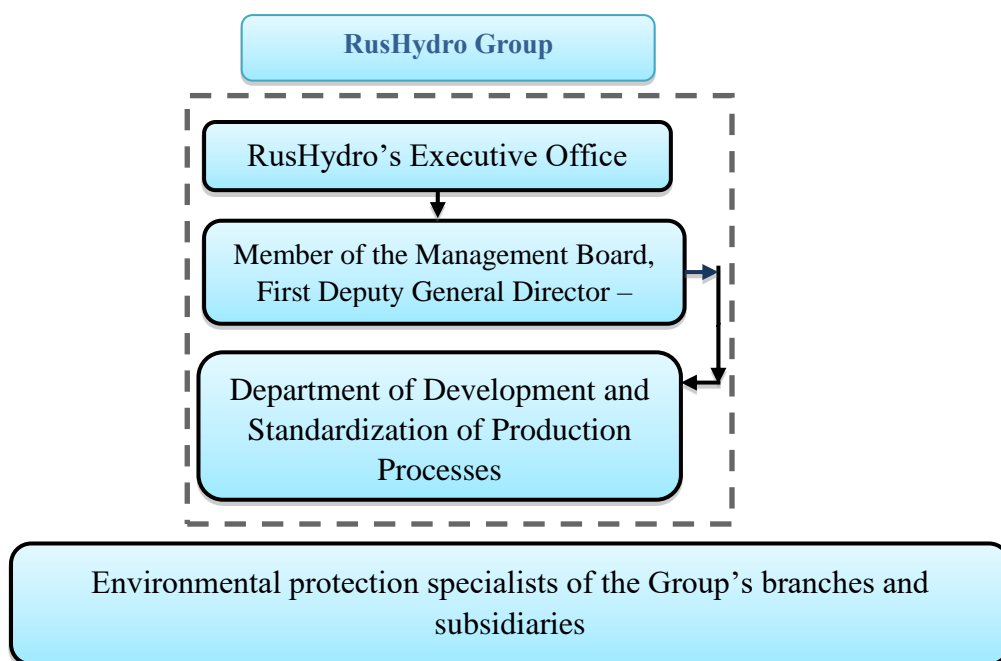 RusHydro Group
RusHydro’s Executive Office
Member of the Management Board,
First Deputy General Director –
Department of Development and
Standardization of Production
Processes
Environmental protection specialists of the Group’s branches and
subsidiaries